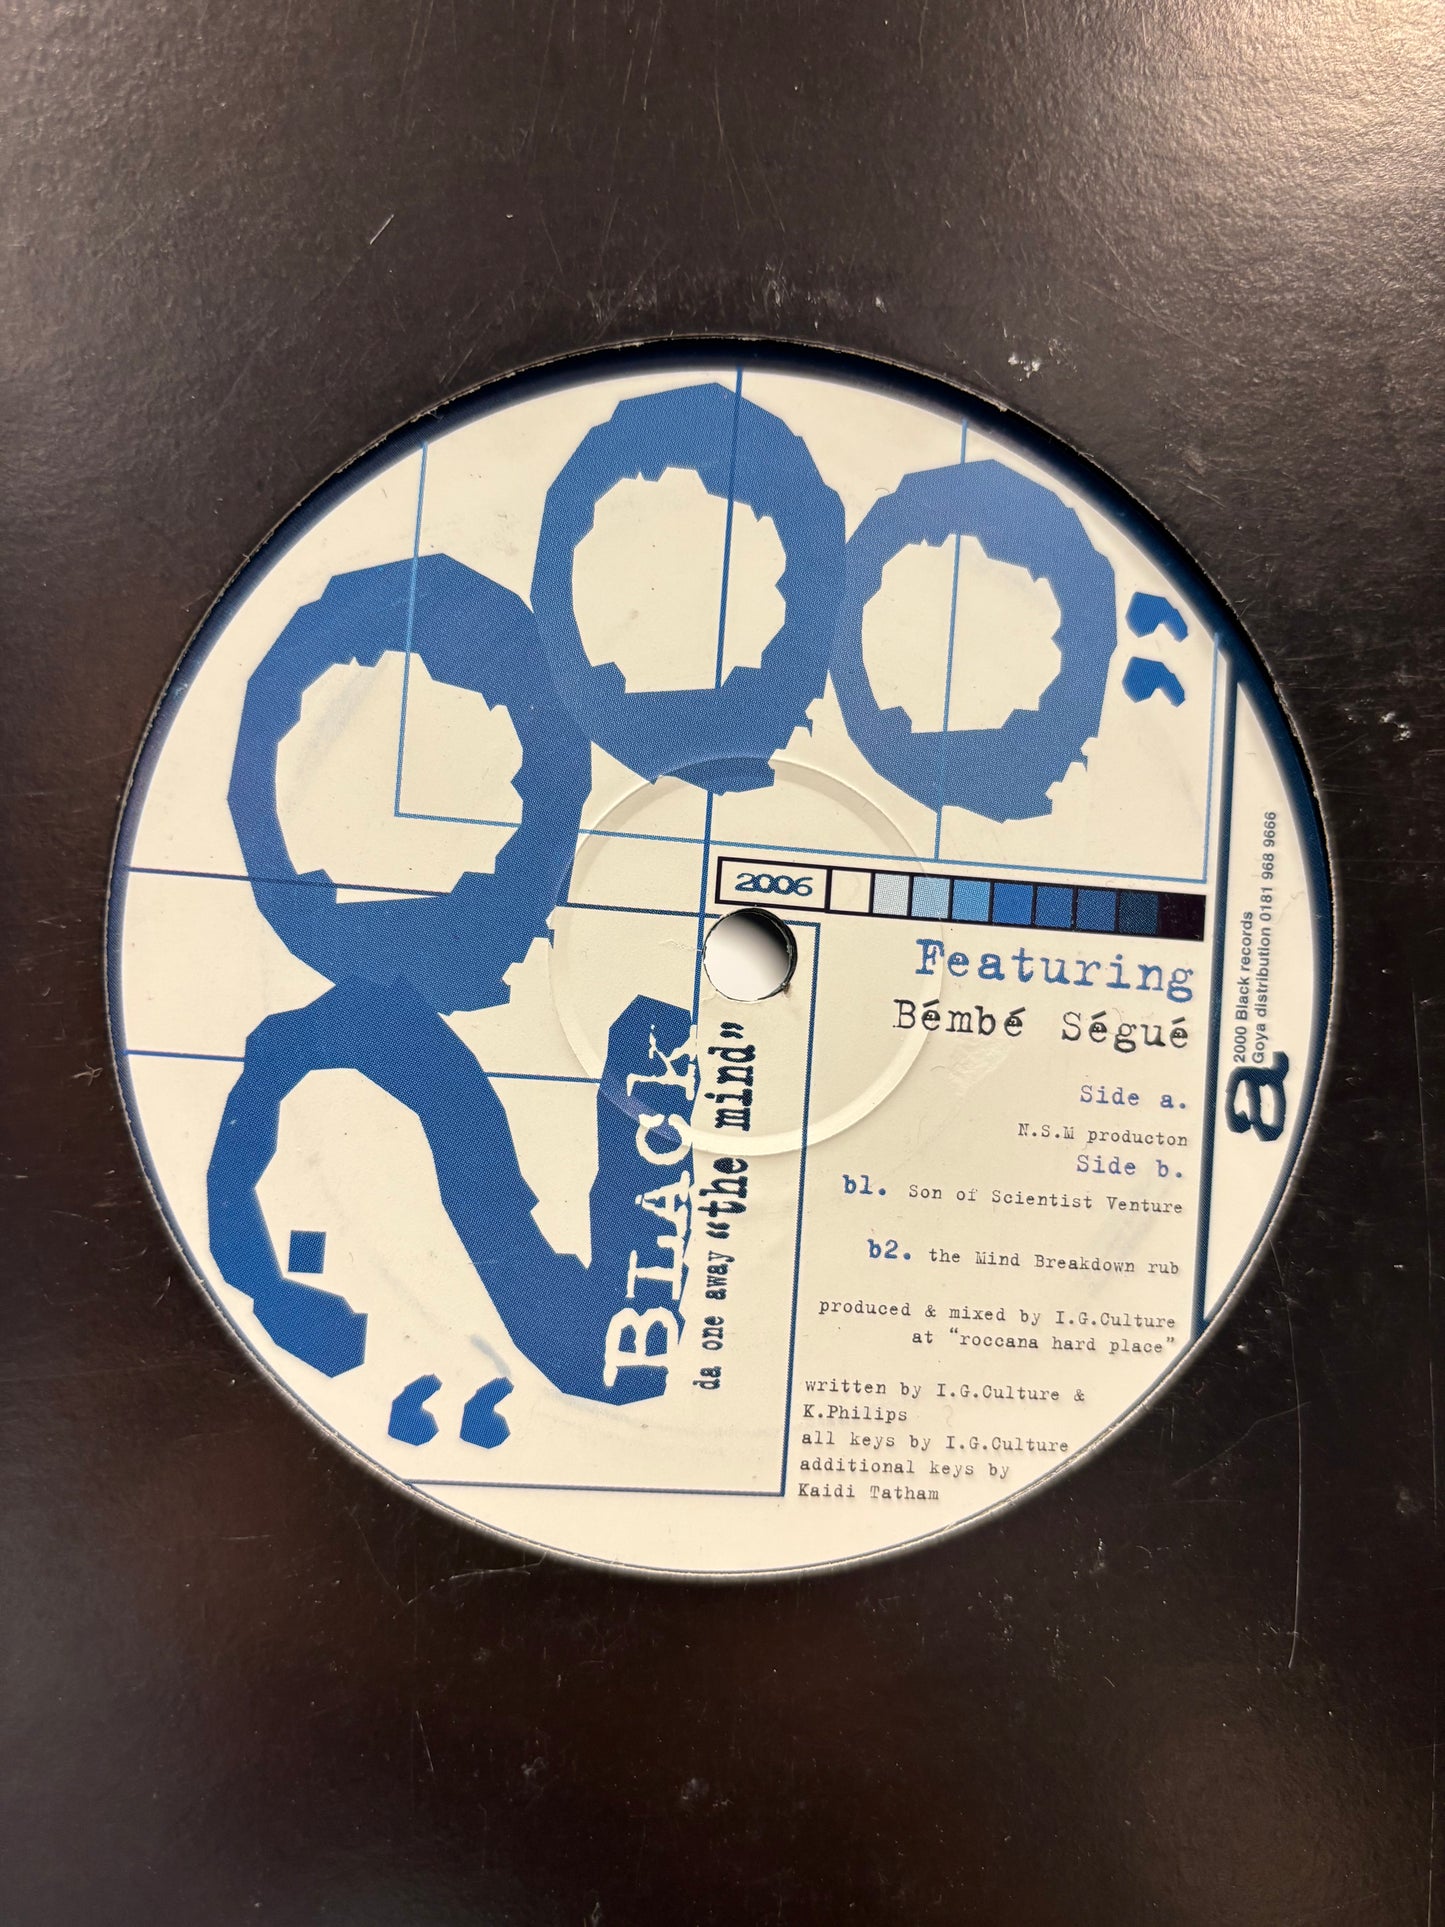 “2000”
BLACK
da one away “the mind”
2006
Featuring
Bémbé Ségué
Side a.
N.S.M producton
Side b.
b1. Son of Scientist Venture
b2. the Mind Breakdown rub
produced & mixed by I.G.Culture
at “roccana hard place”
written by I.G.Culture &
K.Philips
all keys by I.G.Culture
additional keys by
Kaidi Tatham
a
2000 Black records
Goya distribution 0181 968 9666